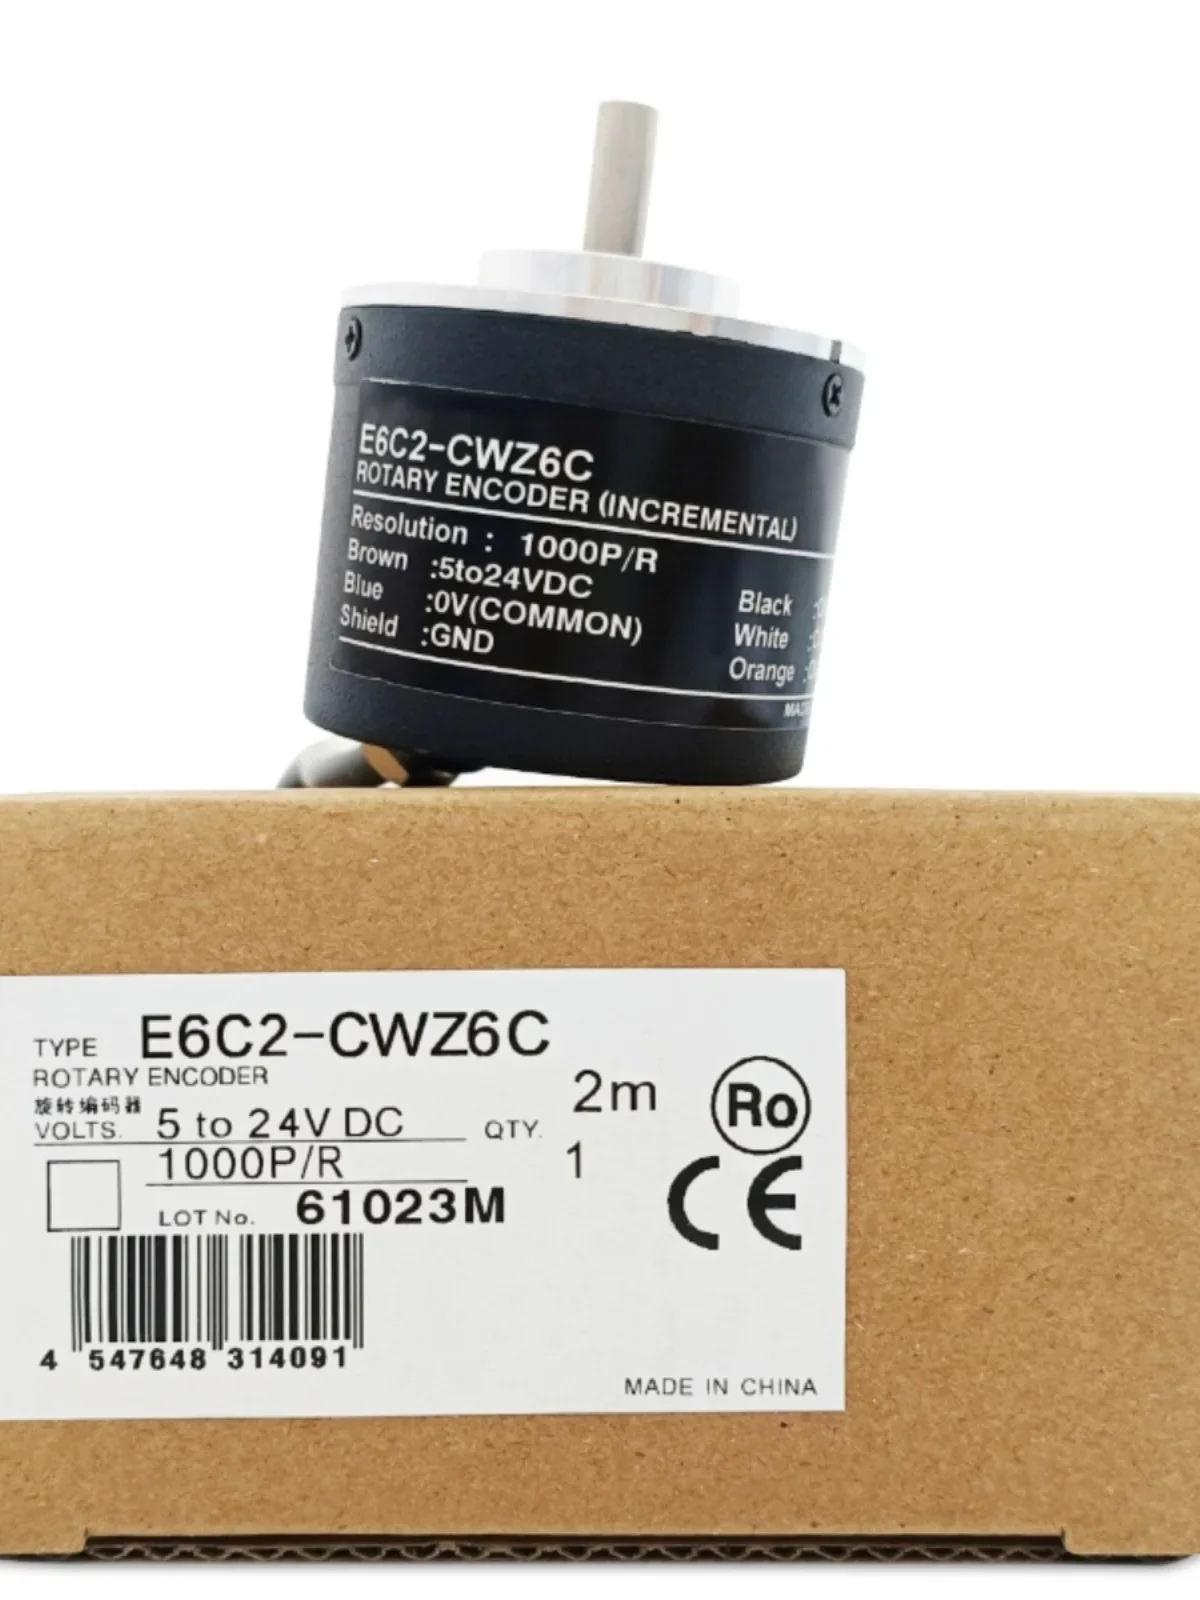 E6C2-CWZ6C
ROTARY ENCODER (INCREMENTAL)
Resolution : 1000P/R
Brown :5to24VDC
Blue :0V(COMMON)
Shield :GND
Black
White
Orange
TYPE E6C2-CWZ6C
ROTARY ENCODER
旋转编码器
VOLTS. 5 to 24V DC
2m
QTY. 1
1000P/R
LOT No. 61023M
Ro
CE
4 547648 314091
MADE IN CHINA